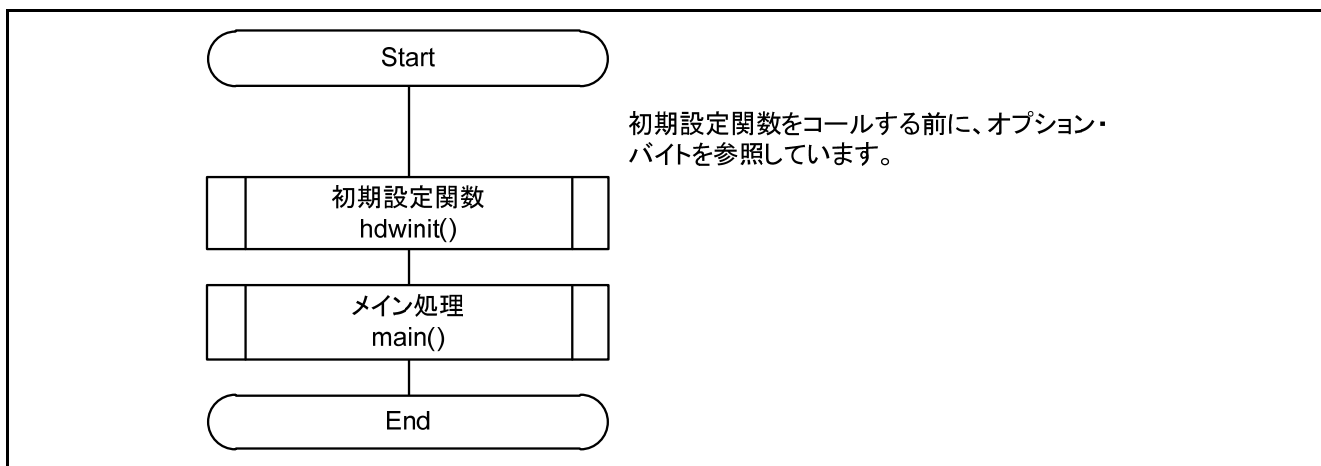 Start
初期設定関数をコールする前に、オプション・
バイトを参照しています。
初期設定関数
hdwinit()
メイン処理
main()
End